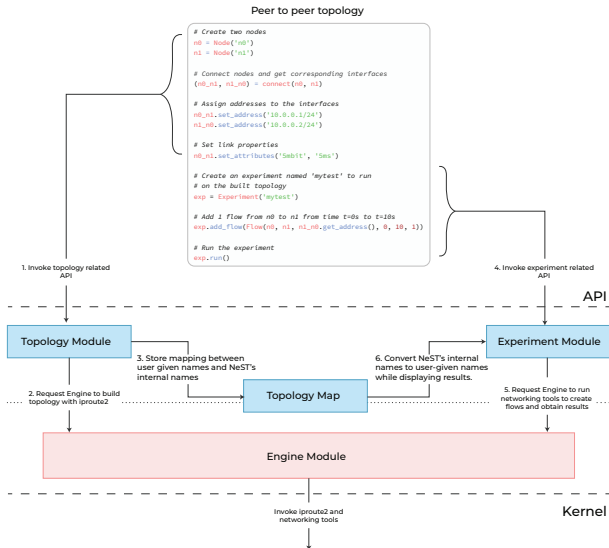 Peer to peer topology
# Create two nodes
n0 = Node('n0')
n1 = Node('n1')
# Connect nodes and get corresponding interfaces
(n0_n1, n1_n0) = connect(n0, n1)
# Assign addresses to the interfaces
n0_n1.set_address('10.0.0.1/24')
n1_n0.set_address('10.0.0.2/24')
# Set link properties
n0_n1.set_attributes('5mbit', '5ms')
# Create an experiment named 'mytest' to run
# on the built topology
exp = Experiment('mytest')
# Add 1 flow from n0 to n1 from time t=0s to t=10s
exp.add_flow(Flow(n0, n1, n1_n0.get_address(), 0, 10, 1))
# Run the experiment
exp.run()
1. Invoke topology related
API
4. Invoke experiment related
API
API
Topology Module
Experiment Module
3. Store mapping between
user given names and NeST's
internal names
6. Convert NeST's internal
names to user-given names
while displaying results.
Topology Map
2. Request Engine to build
topology with iproute2
5. Request Engine to run
networking tools to create
flows and obtain results
Engine Module
Kernel
Invoke iproute2 and
networking tools